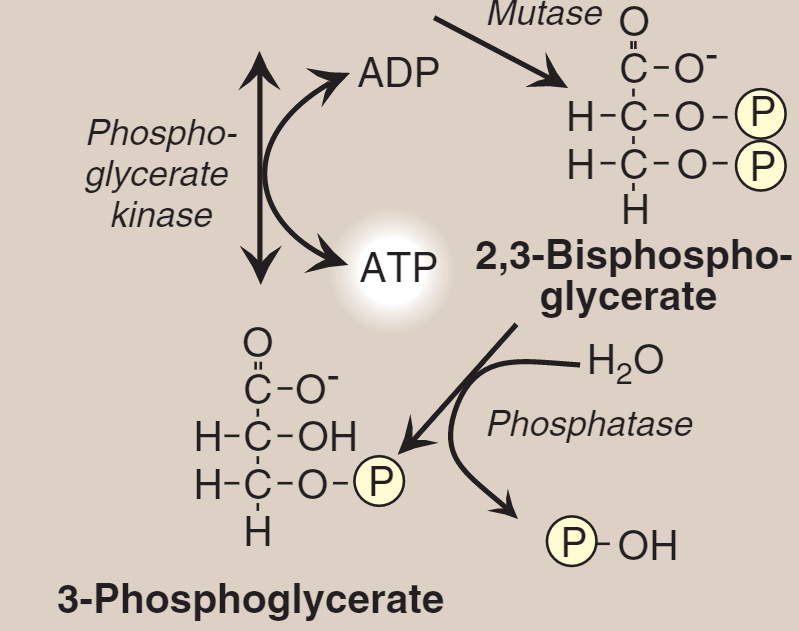 Mutase
O
C–O-
H–C–O–P
H–C–O–P
H
2,3-Bisphospho-
glycerate
ADP
Phospho-
glycerate
kinase
ATP
O
C–O-
H–C–OH
H–C–O–P
H
3-Phosphoglycerate
H2O
Phosphatase
P–OH